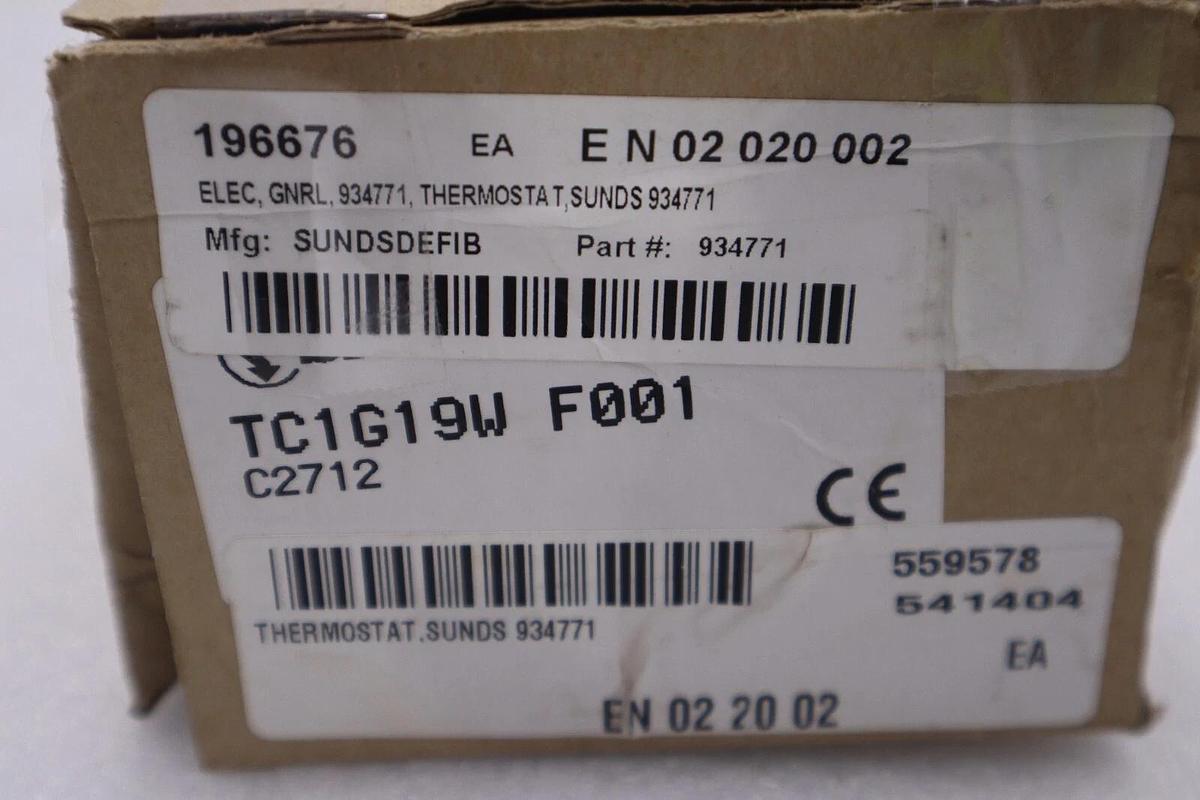 196676 EA E N 02 020 002
ELEC, GNRL, 934771, THERMOSTAT,SUNDS 934771
Mfg: SUNDSDEFIB Part #: 934771
TC1G19W F001
C2712
CE
559578
541404
THERMOSTAT.SUNDS 934771
EA
EN 02 20 02